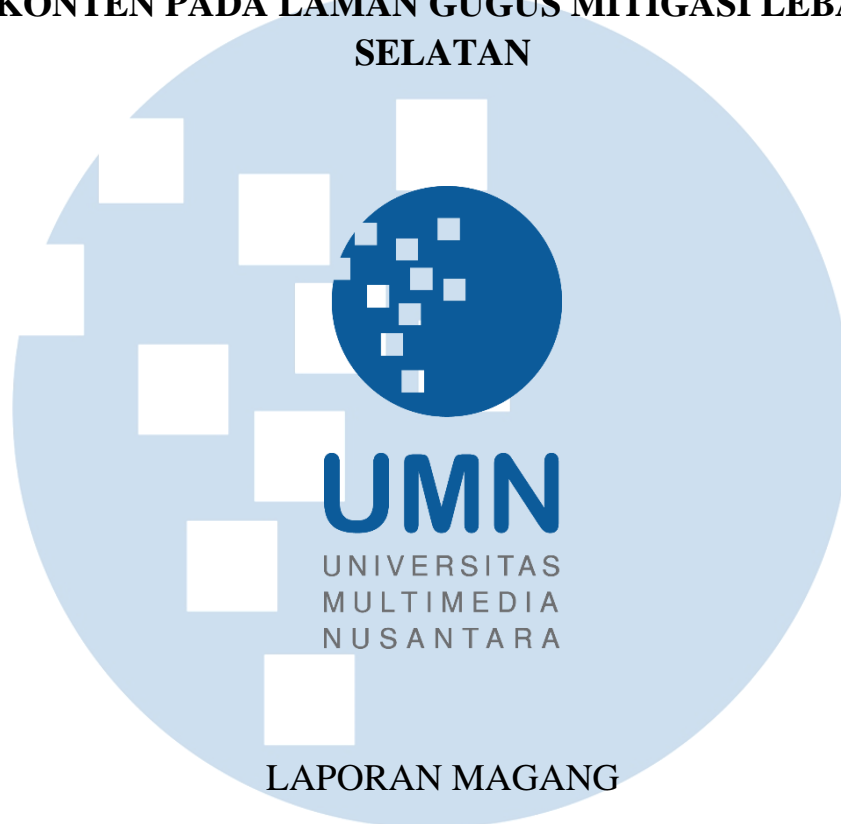 KONTEN PADA LAMAN GUGUS MITIGASI
SELATAN
UMN
UNIVERSITAS
MULTIMEDIA
NUSANTARA
LAPORAN MAGANG